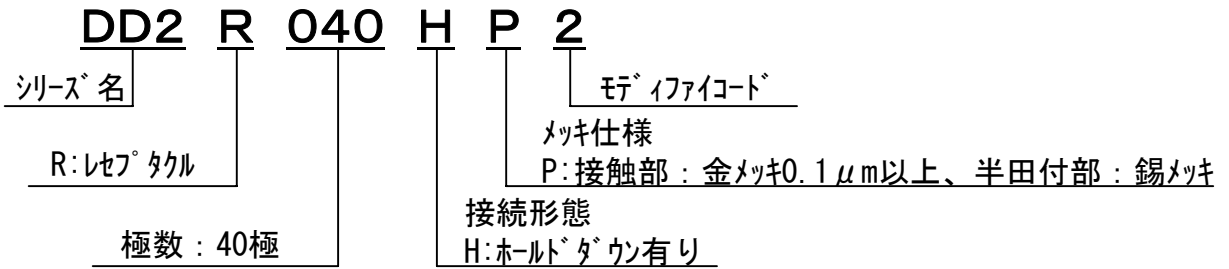 DD2 R 040 H P 2
ｼﾘｰｽﾞ名
ﾓﾃﾞｨﾌｧｲｺｰﾄﾞ
メッキ仕様
R:ﾚｾﾌﾟﾀｸﾙ
P:接触部：金ﾒｯｷ0.1μm以上、半田付部：錫ﾒｯｷ
接続形態
極数：40極
H:ﾎｰﾙﾄﾞﾀﾞｳﾝ有り